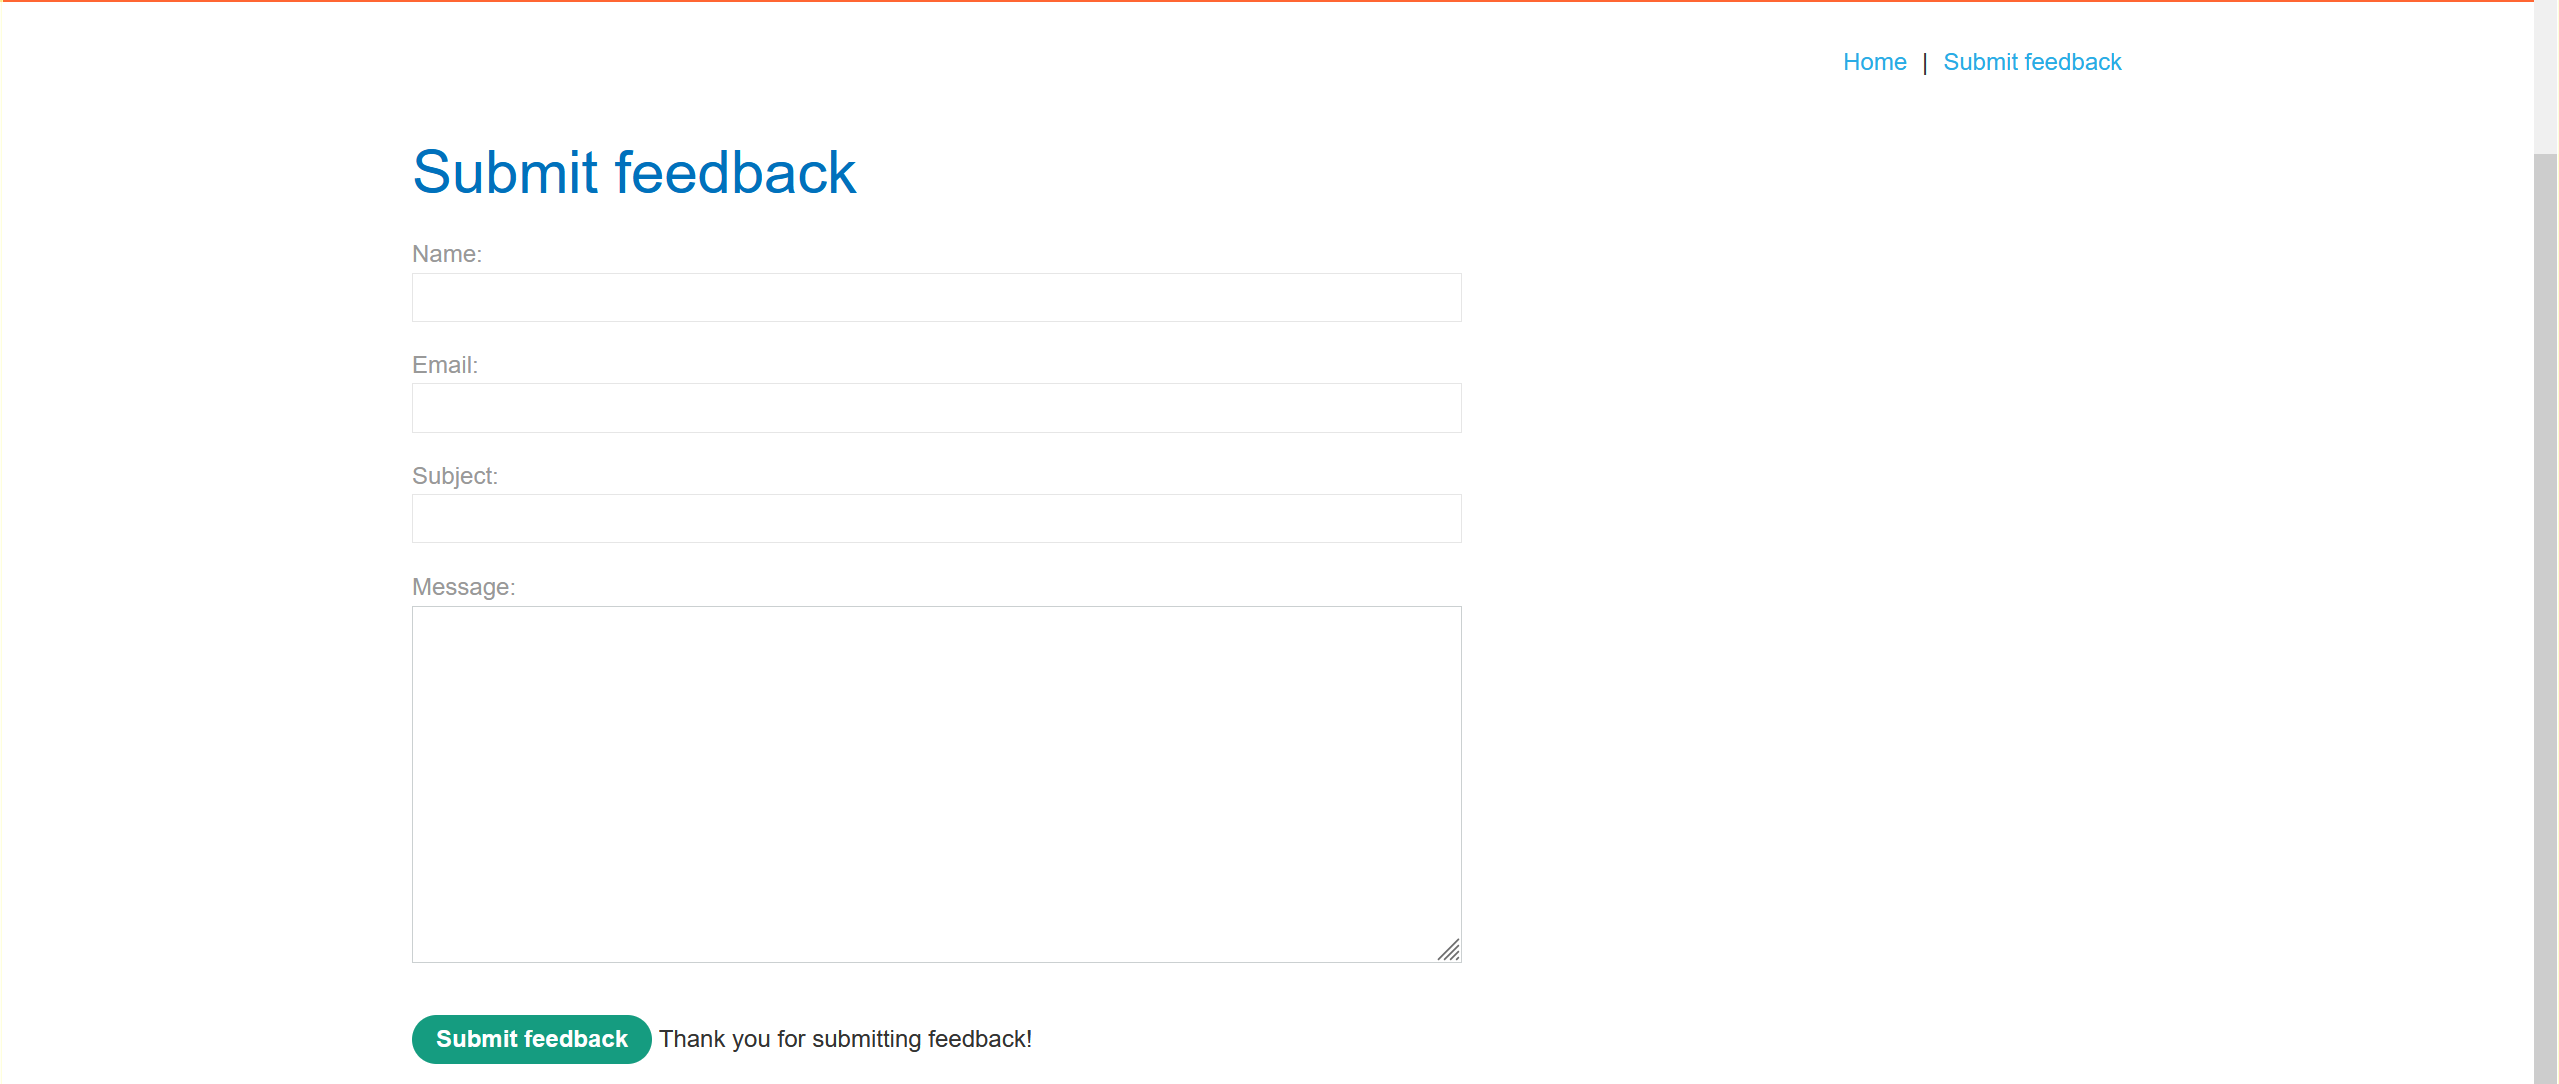 Home | Submit feedback
Submit feedback
Name:
Email:
Subject:
Message:
Submit feedback Thank you for submitting feedback!